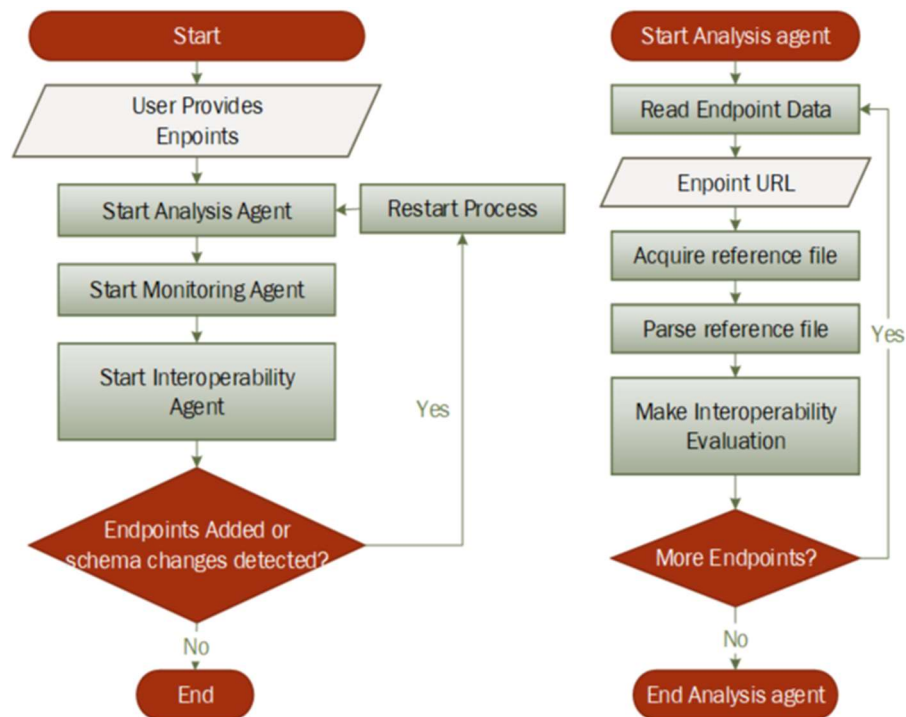 Start
User Provides
Enpoints
Start Analysis Agent
Restart Process
Start Monitoring Agent
Start Interoperability
Agent
Yes
Endpoints Added or
schema changes detected?
No
End
Start Analysis agent
Read Endpoint Data
Enpoint URL
Acquire reference file
Parse reference file
Yes
Make Interoperability
Evaluation
More Endpoints?
No
End Analysis agent